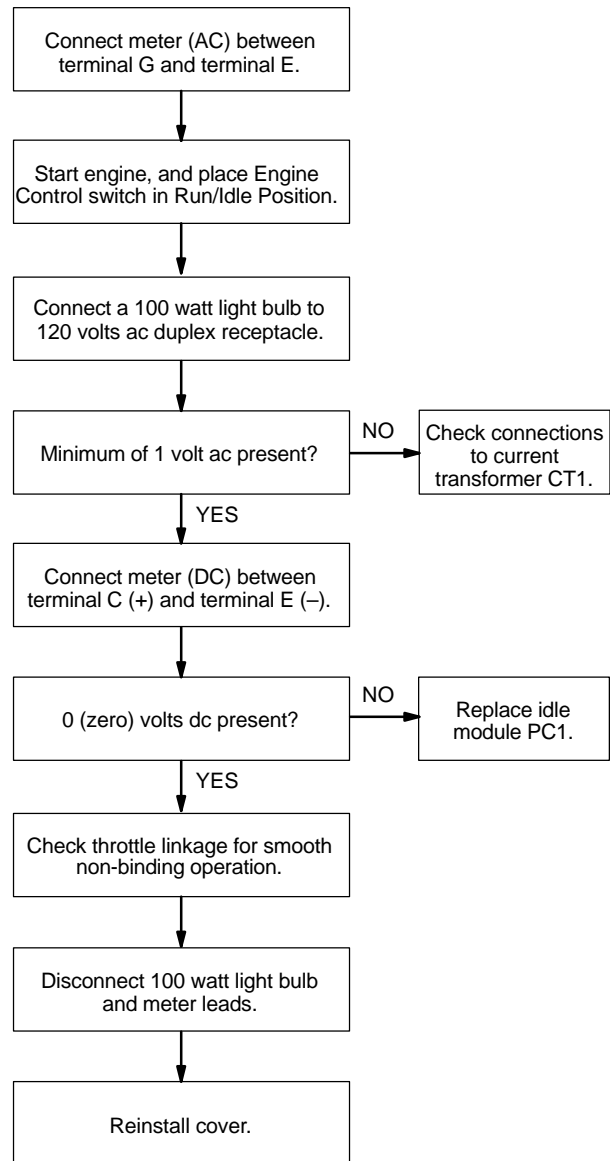 Connect meter (AC) between
terminal G and terminal E.
Start engine, and place Engine
Control switch in Run/Idle Position.
Connect a 100 watt light bulb to
120 volts ac duplex receptacle.
Minimum of 1 volt ac present?
NO
Check connections
to current
transformer CT1.
YES
Connect meter (DC) between
terminal C (+) and terminal E (–).
0 (zero) volts dc present?
NO
Replace idle
module PC1.
YES
Check throttle linkage for smooth
non-binding operation.
Disconnect 100 watt light bulb
and meter leads.
Reinstall cover.